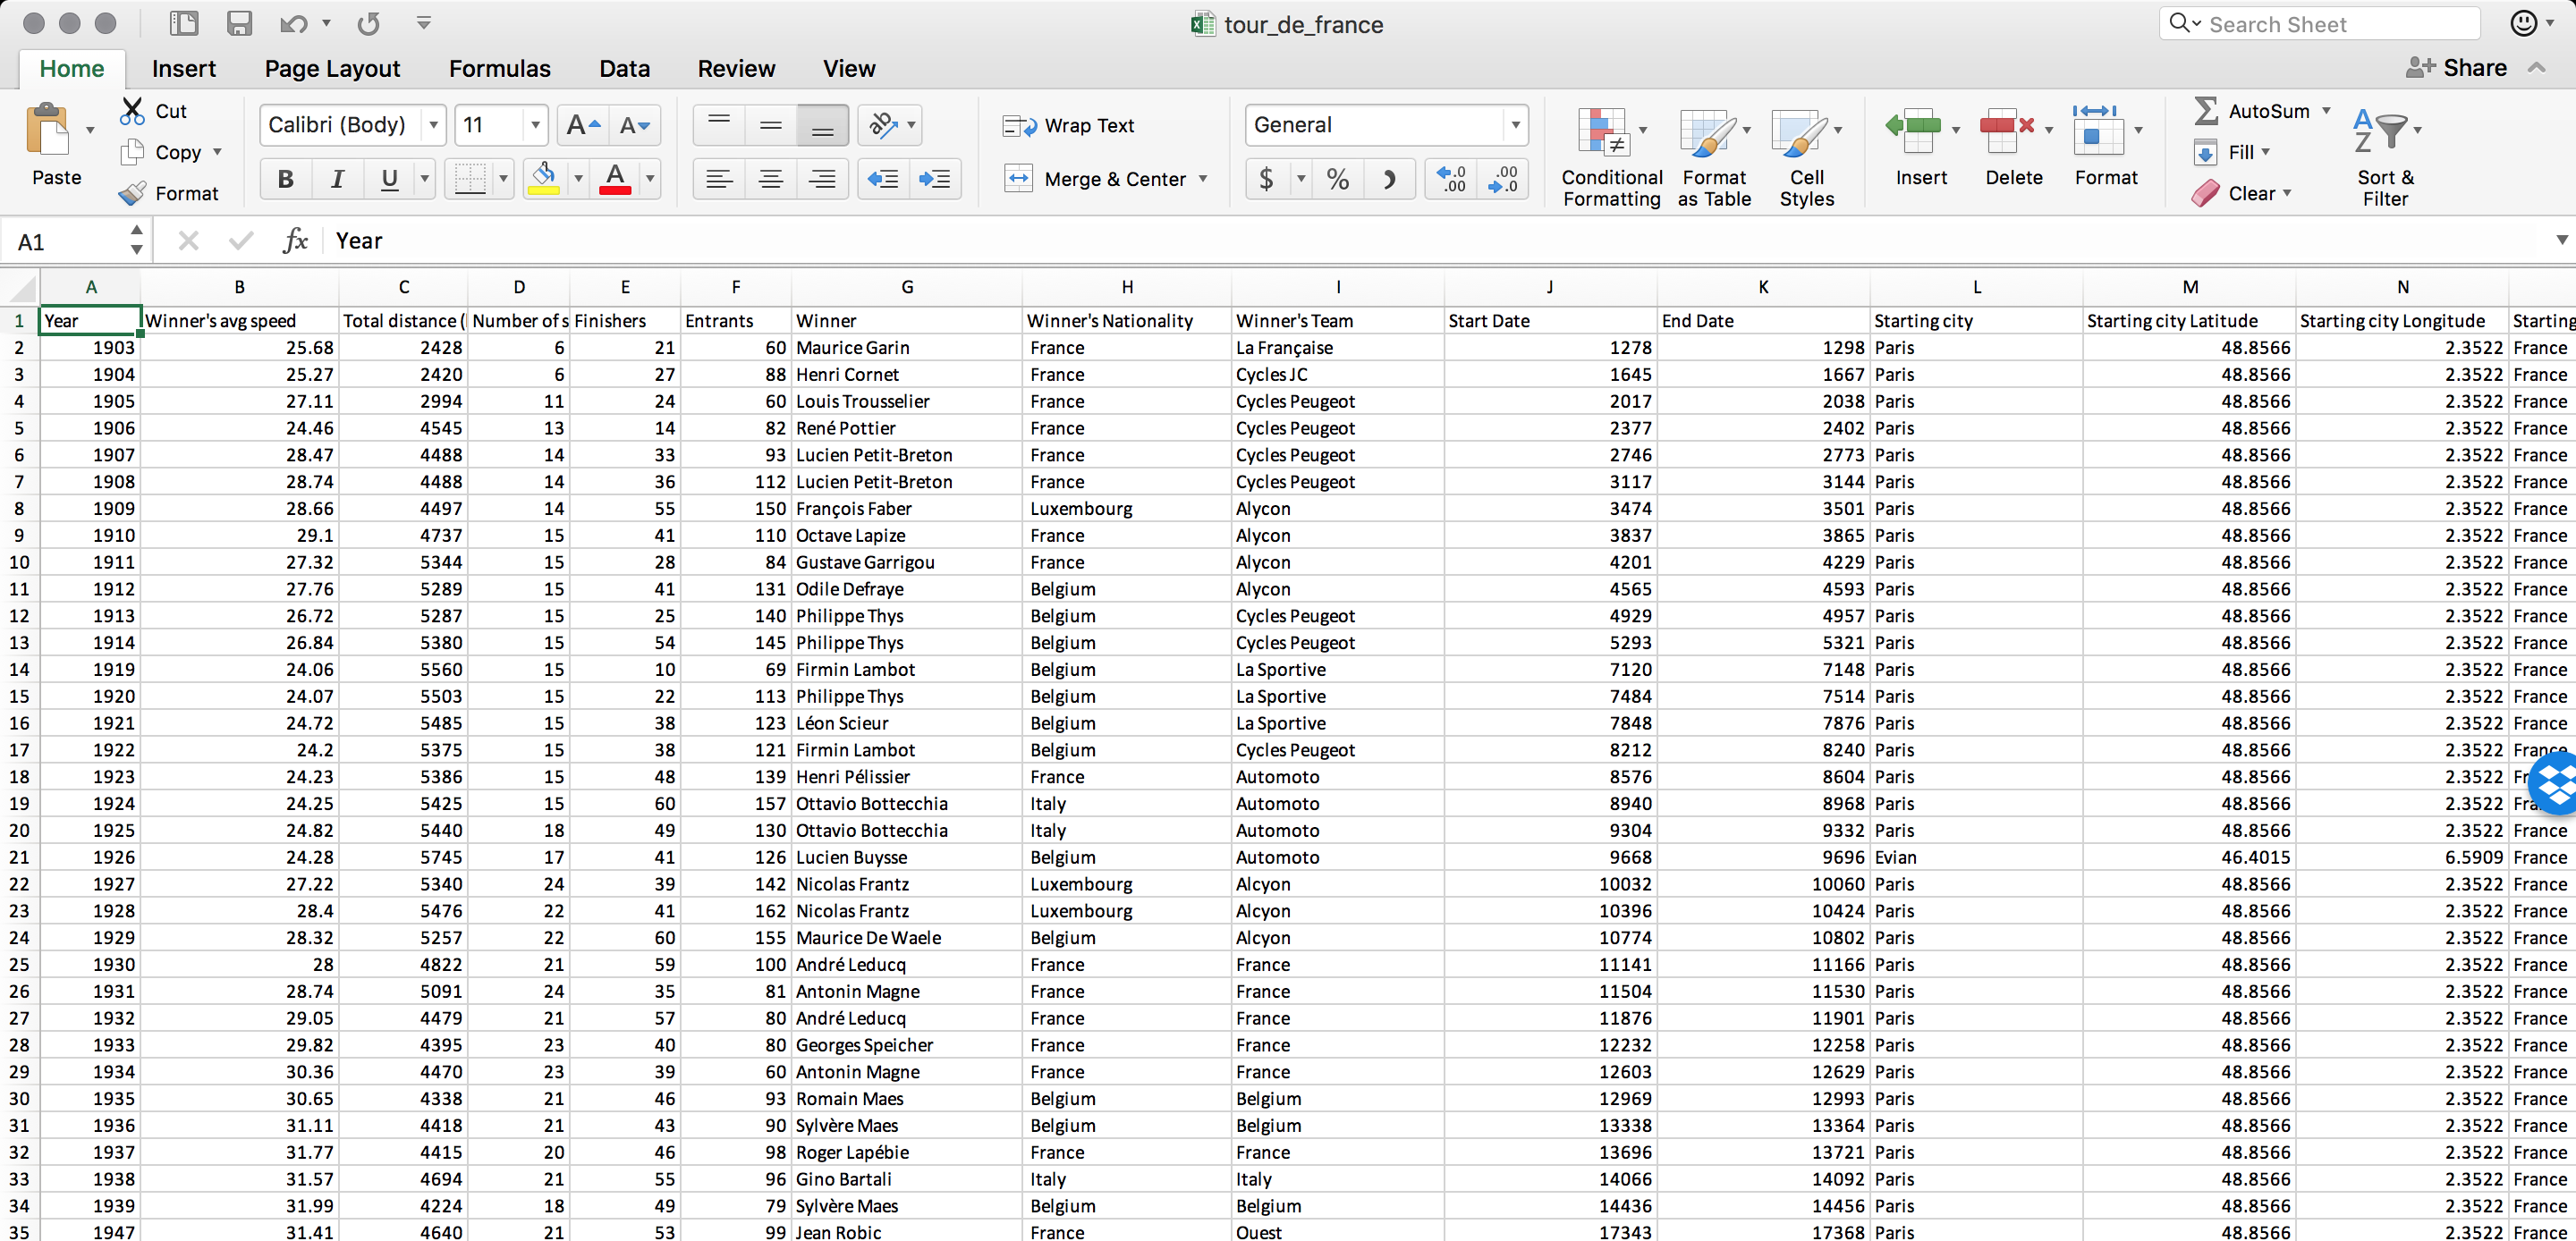 tour_de_france
Search Sheet
Home Insert Page Layout Formulas Data Review View
Share
Paste
Cut
Copy
Format
Calibri (Body) 11
A A
B I U A
ab
Wrap Text
Merge & Center
General
$ %
Conditional Formatting
Format as Table
Cell Styles
Insert
Delete
Format
AutoSum
Fill
Clear
Sort & Filter
A1 fx Year
A B C D E F G H I J K L M N
1 Year Winner's avg speed Total distance ( Number of s Finishers Entrants Winner Winner's Nationality Winner's Team Start Date End Date Starting city Starting city Latitude Starting city Longitude Starting
2 1903 25.68 2428 6 21 60 Maurice Garin France La Française 1278 1298 Paris 48.8566 2.3522 France
3 1904 25.27 2420 6 27 88 Henri Cornet France Cycles JC 1645 1667 Paris 48.8566 2.3522 France
4 1905 27.11 2994 11 24 60 Louis Trousselier France Cycles Peugeot 2017 2038 Paris 48.8566 2.3522 France
5 1906 24.46 4545 13 14 82 René Pottier France Cycles Peugeot 2377 2402 Paris 48.8566 2.3522 France
6 1907 28.47 4488 14 33 93 Lucien Petit-Breton France Cycles Peugeot 2746 2773 Paris 48.8566 2.3522 France
7 1908 28.74 4488 14 36 112 Lucien Petit-Breton France Cycles Peugeot 3117 3144 Paris 48.8566 2.3522 France
8 1909 28.66 4497 14 55 150 François Faber Luxembourg Alycon 3474 3501 Paris 48.8566 2.3522 France
9 1910 29.1 4737 15 41 110 Octave Lapize France Alycon 3837 3865 Paris 48.8566 2.3522 France
10 1911 27.32 5344 15 28 84 Gustave Garrigou France Alycon 4201 4229 Paris 48.8566 2.3522 France
11 1912 27.76 5289 15 41 131 Odile Defraye Belgium Alycon 4565 4593 Paris 48.8566 2.3522 France
12 1913 26.72 5287 15 25 140 Philippe Thys Belgium Cycles Peugeot 4929 4957 Paris 48.8566 2.3522 France
13 1914 26.84 5380 15 54 145 Philippe Thys Belgium Cycles Peugeot 5293 5321 Paris 48.8566 2.3522 France
14 1919 24.06 5560 15 10 69 Firmin Lambot Belgium La Sportive 7120 7148 Paris 48.8566 2.3522 France
15 1920 24.07 5503 15 22 113 Philippe Thys Belgium La Sportive 7484 7514 Paris 48.8566 2.3522 France
16 1921 24.72 5485 15 38 123 Léon Scieur Belgium La Sportive 7848 7876 Paris 48.8566 2.3522 France
17 1922 24.2 5375 15 38 121 Firmin Lambot Belgium Cycles Peugeot 8212 8240 Paris 48.8566 2.3522 France
18 1923 24.23 5386 15 48 139 Henri Pélissier France Automoto 8576 8604 Paris 48.8566 2.3522 Fr
19 1924 24.25 5425 15 60 157 Ottavio Bottecchia Italy Automoto 8940 8968 Paris 48.8566 2.3522 Fra
20 1925 24.82 5440 18 49 130 Ottavio Bottecchia Italy Automoto 9304 9332 Paris 48.8566 2.3522 France
21 1926 24.28 5745 17 41 126 Lucien Buysse Belgium Automoto 9668 9696 Evian 46.4015 6.5909 France
22 1927 27.22 5340 24 39 142 Nicolas Frantz Luxembourg Alcyon 10032 10060 Paris 48.8566 2.3522 France
23 1928 28.4 5476 22 41 162 Nicolas Frantz Luxembourg Alcyon 10396 10424 Paris 48.8566 2.3522 France
24 1929 28.32 5257 22 60 155 Maurice De Waele Belgium Alcyon 10774 10802 Paris 48.8566 2.3522 France
25 1930 28 4822 21 59 100 André Leducq France France 11141 11166 Paris 48.8566 2.3522 France
26 1931 28.74 5091 24 35 81 Antonin Magne France France 11504 11530 Paris 48.8566 2.3522 France
27 1932 29.05 4479 21 57 80 André Leducq France France 11876 11901 Paris 48.8566 2.3522 France
28 1933 29.82 4395 23 40 80 Georges Speicher France France 12232 12258 Paris 48.8566 2.3522 France
29 1934 30.36 4470 23 39 60 Antonin Magne France France 12603 12629 Paris 48.8566 2.3522 France
30 1935 30.65 4338 21 46 93 Romain Maes Belgium Belgium 12969 12993 Paris 48.8566 2.3522 France
31 1936 31.11 4418 21 43 90 Sylvère Maes Belgium Belgium 13338 13364 Paris 48.8566 2.3522 France
32 1937 31.77 4415 20 46 98 Roger Lapébie France France 13696 13721 Paris 48.8566 2.3522 France
33 1938 31.57 4694 21 55 96 Gino Bartali Italy Italy 14066 14092 Paris 48.8566 2.3522 France
34 1939 31.99 4224 18 49 79 Sylvère Maes Belgium Belgium 14436 14456 Paris 48.8566 2.3522 France
35 1947 31.41 4640 21 53 99 Jean Robic France Ouest 17343 17368 Paris 48.8566 2.3522 France